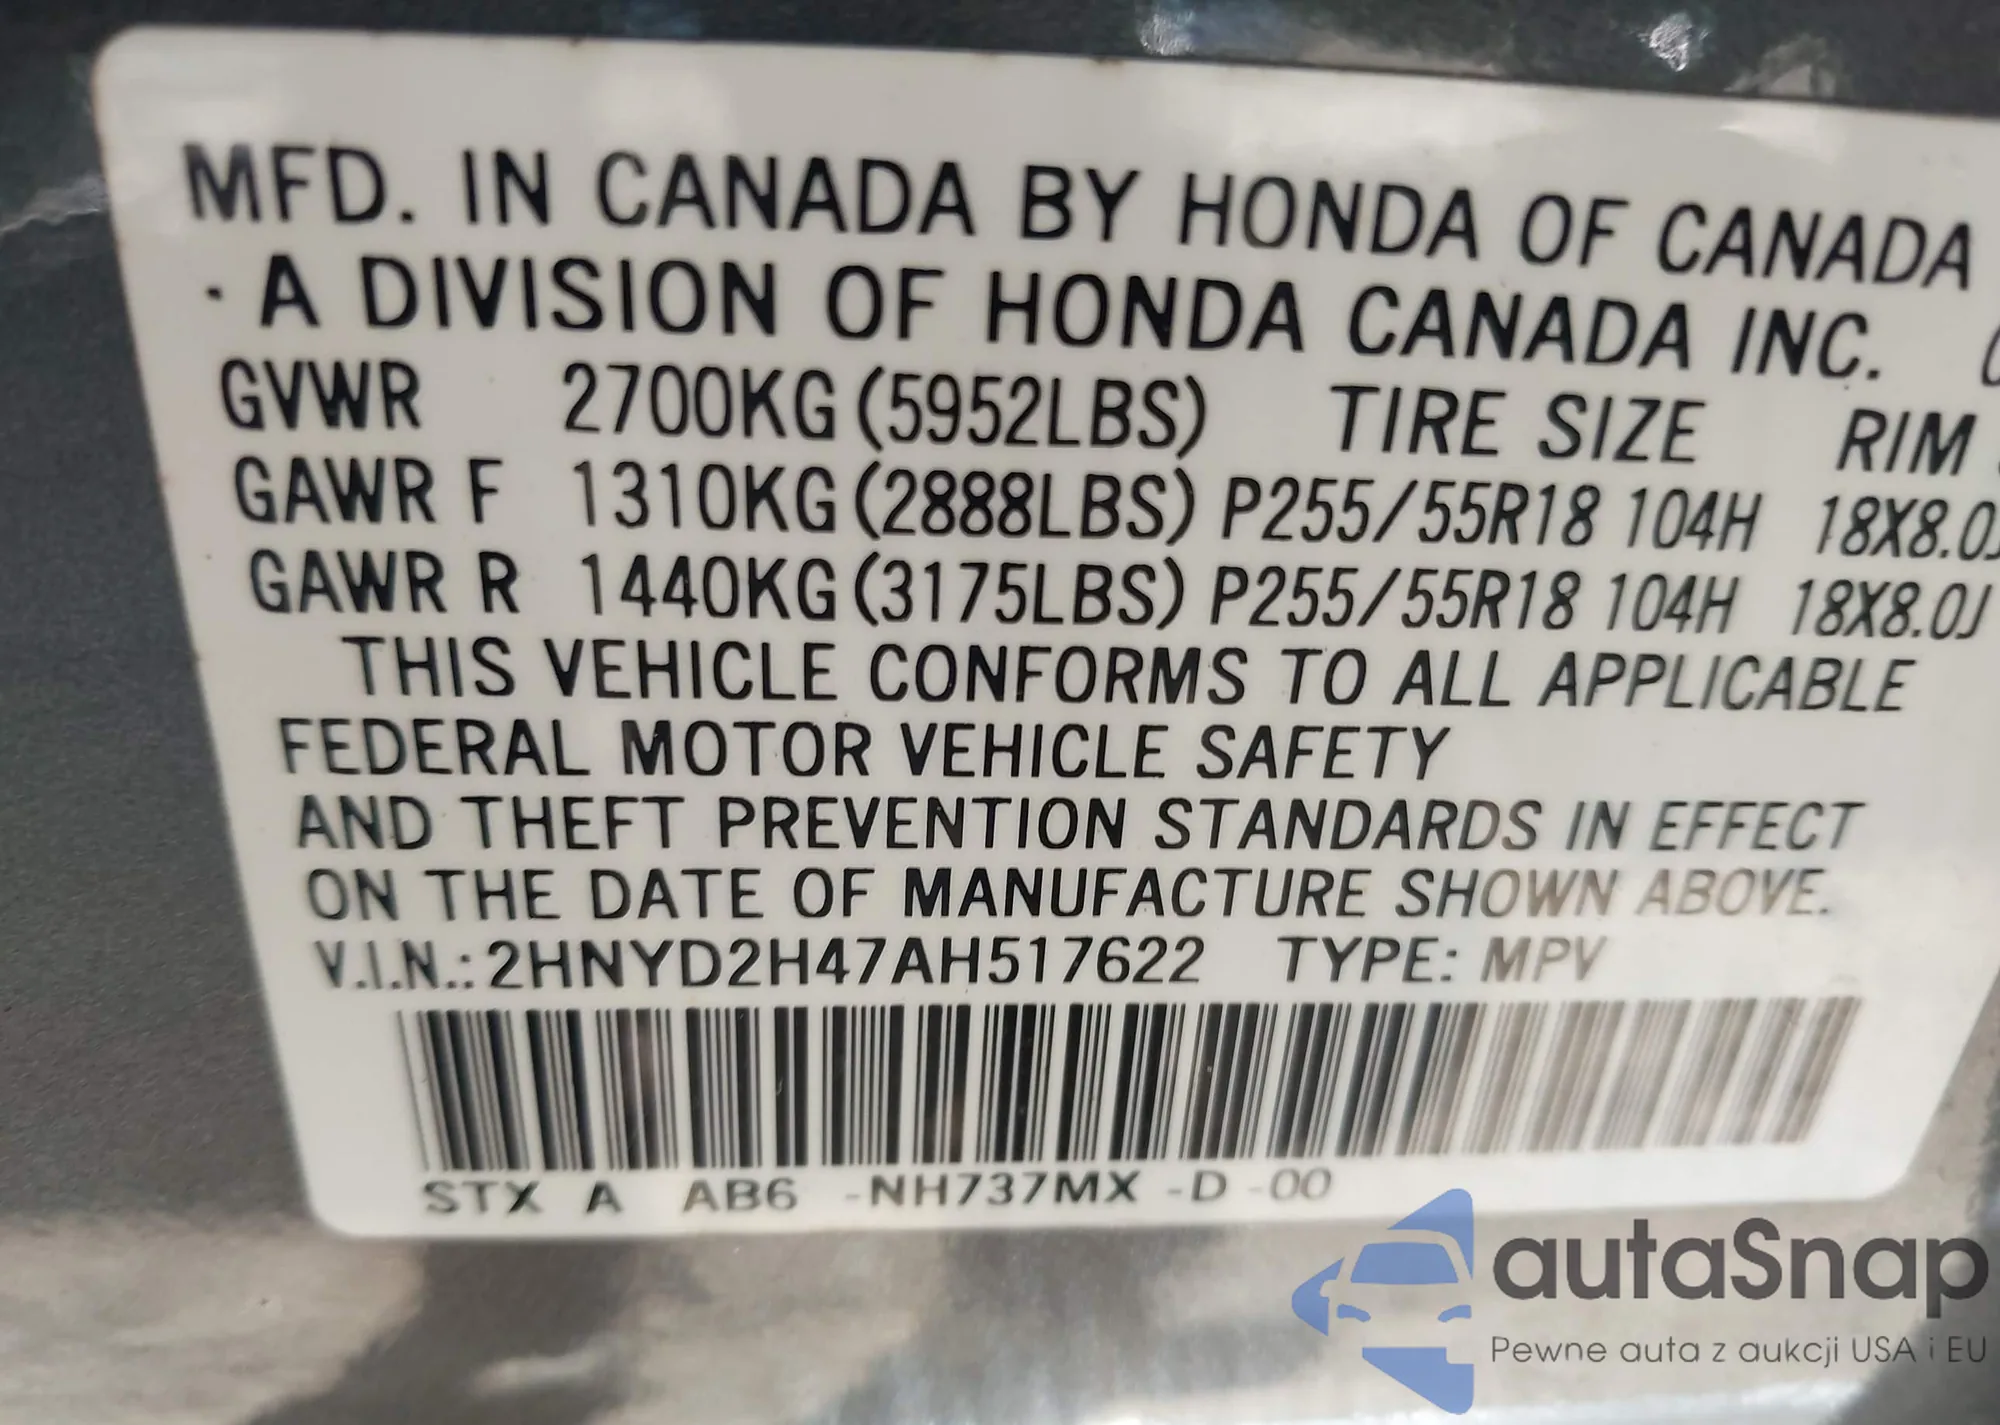 MFD. IN CANADA BY HONDA OF CANADA
· A DIVISION OF HONDA CANADA INC.
GVWR 2700KG (5952LBS) TIRE SIZE RIM
GAWR F 1310KG (2888LBS) P255/55R18 104H 18X8.0J
GAWR R 1440KG (3175LBS) P255/55R18 104H 18X8.0J
THIS VEHICLE CONFORMS TO ALL APPLICABLE
FEDERAL MOTOR VEHICLE SAFETY
AND THEFT PREVENTION STANDARDS IN EFFECT
ON THE DATE OF MANUFACTURE SHOWN ABOVE.
V.I.N.: 2HNYD2H47AH517622 TYPE: MPV
STX A AB6 -NH737MX -D -00
autaSnap
Pewne auta z aukcji USA i EU